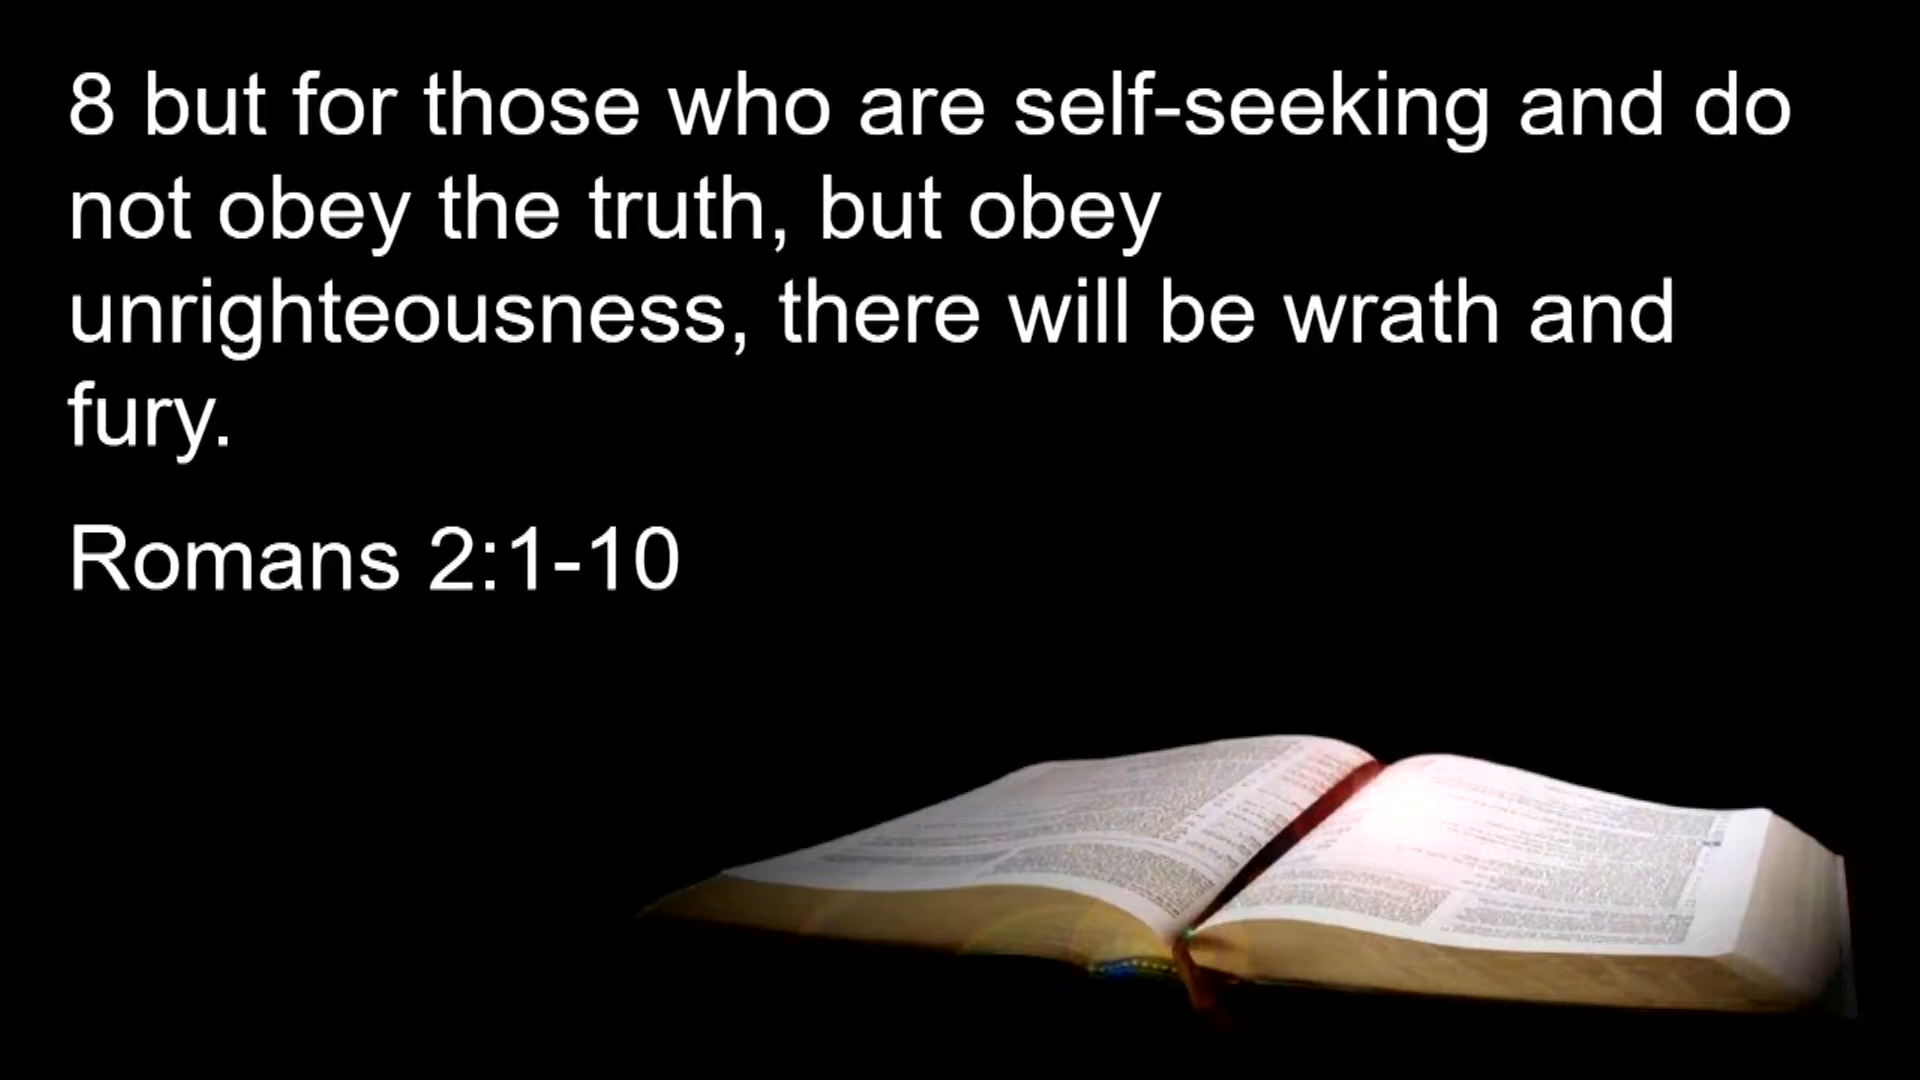 8 but for those who are self-seeking and do
not obey the truth, but obey
unrighteousness, there will be wrath and
fury.
Romans 2:1-10